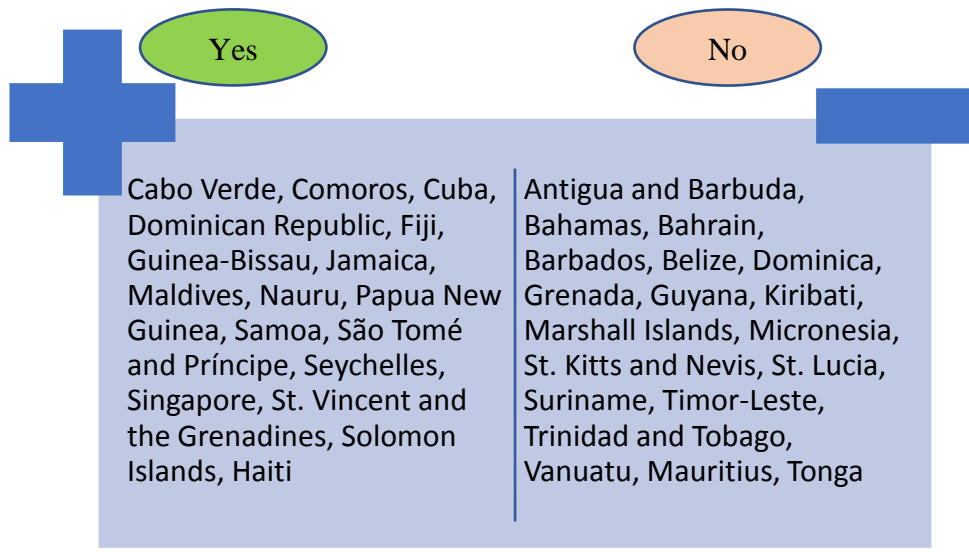 Yes
No
Cabo Verde, Comoros, Cuba,
Dominican Republic, Fiji,
Guinea-Bissau, Jamaica,
Maldives, Nauru, Papua New
Guinea, Samoa, São Tomé
and Príncipe, Seychelles,
Singapore, St. Vincent and
the Grenadines, Solomon
Islands, Haiti
Antigua and Barbuda,
Bahamas, Bahrain,
Barbados, Belize, Dominica,
Grenada, Guyana, Kiribati,
Marshall Islands, Micronesia,
St. Kitts and Nevis, St. Lucia,
Suriname, Timor-Leste,
Trinidad and Tobago,
Vanuatu, Mauritius, Tonga